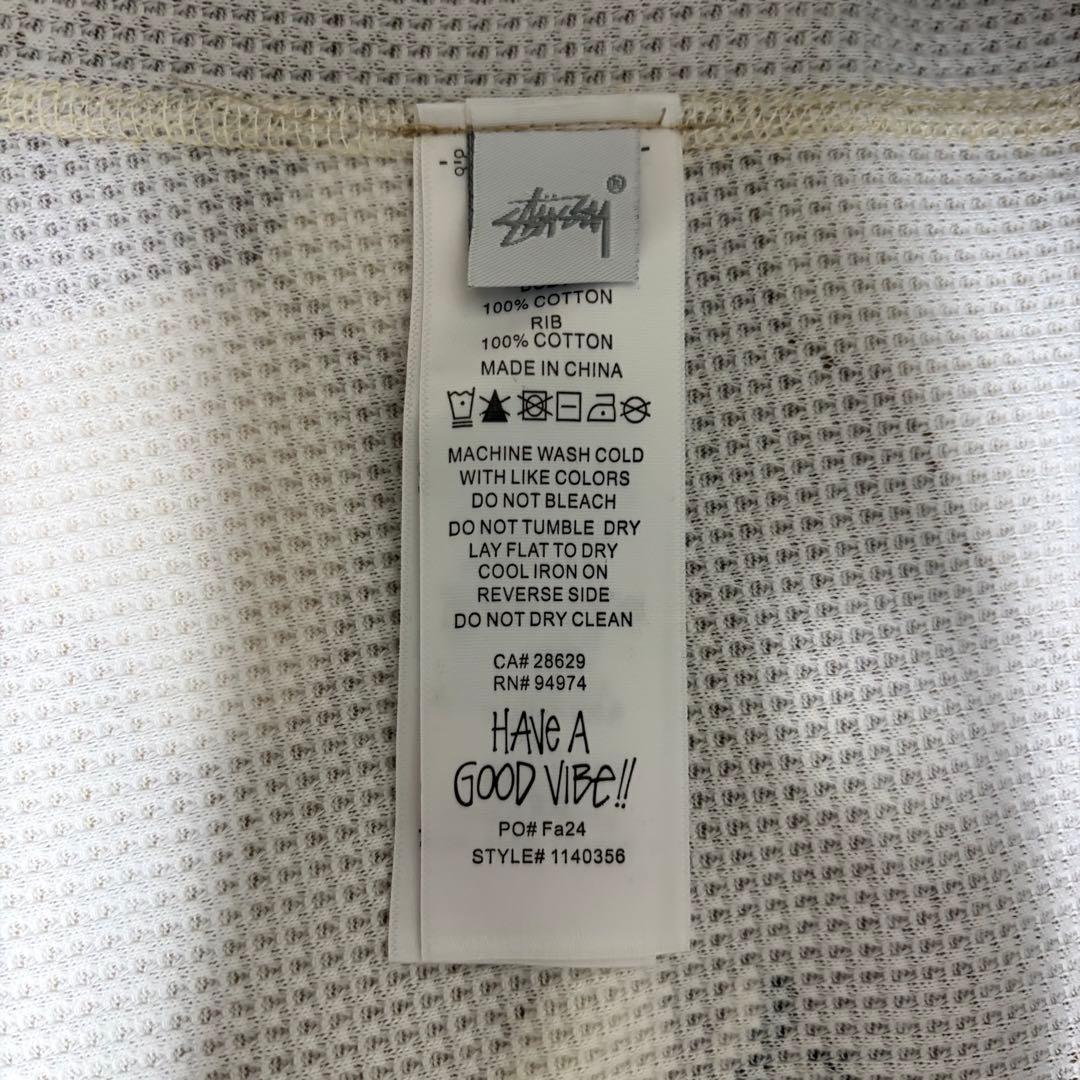 STÜSSY®
100% COTTON
RIB
100% COTTON
MADE IN CHINA
MACHINE WASH COLD
WITH LIKE COLORS
DO NOT BLEACH
DO NOT TUMBLE DRY
LAY FLAT TO DRY
COOL IRON ON
REVERSE SIDE
DO NOT DRY CLEAN
CA# 28629
RN# 94974
HAVE A
GOOD VIBE!!
PO# Fa24
STYLE# 1140356